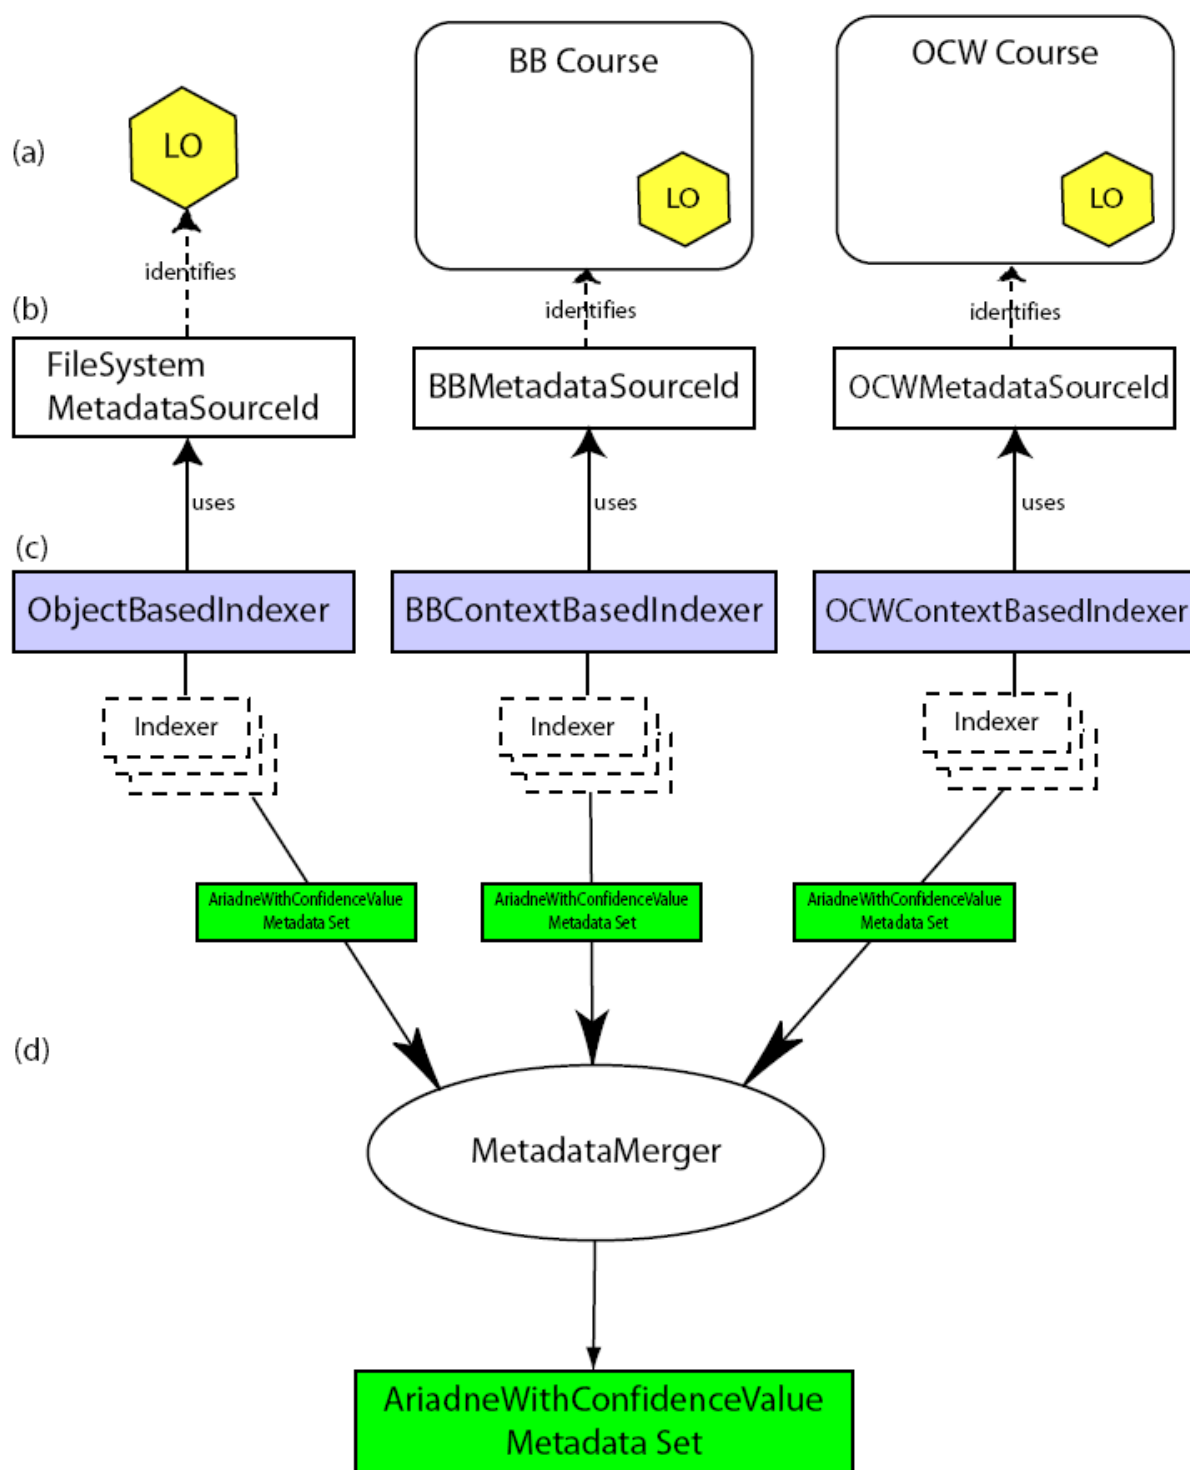 BB Course
OCW Course
(a)
LO
LO
LO
identifies
identifies
identifies
(b)
FileSystem
MetadataSourceId
BBMetadataSourceId
OCWMetadataSourceId
uses
uses
uses
(c)
ObjectBasedIndexer
BBContextBasedIndexer
OCWContextBasedIndexer
Indexer
Indexer
Indexer
AriadneWithConfidenceValue
Metadata Set
AriadneWithConfidenceValue
Metadata Set
AriadneWithConfidenceValue
Metadata Set
(d)
MetadataMerger
AriadneWithConfidenceValue
Metadata Set